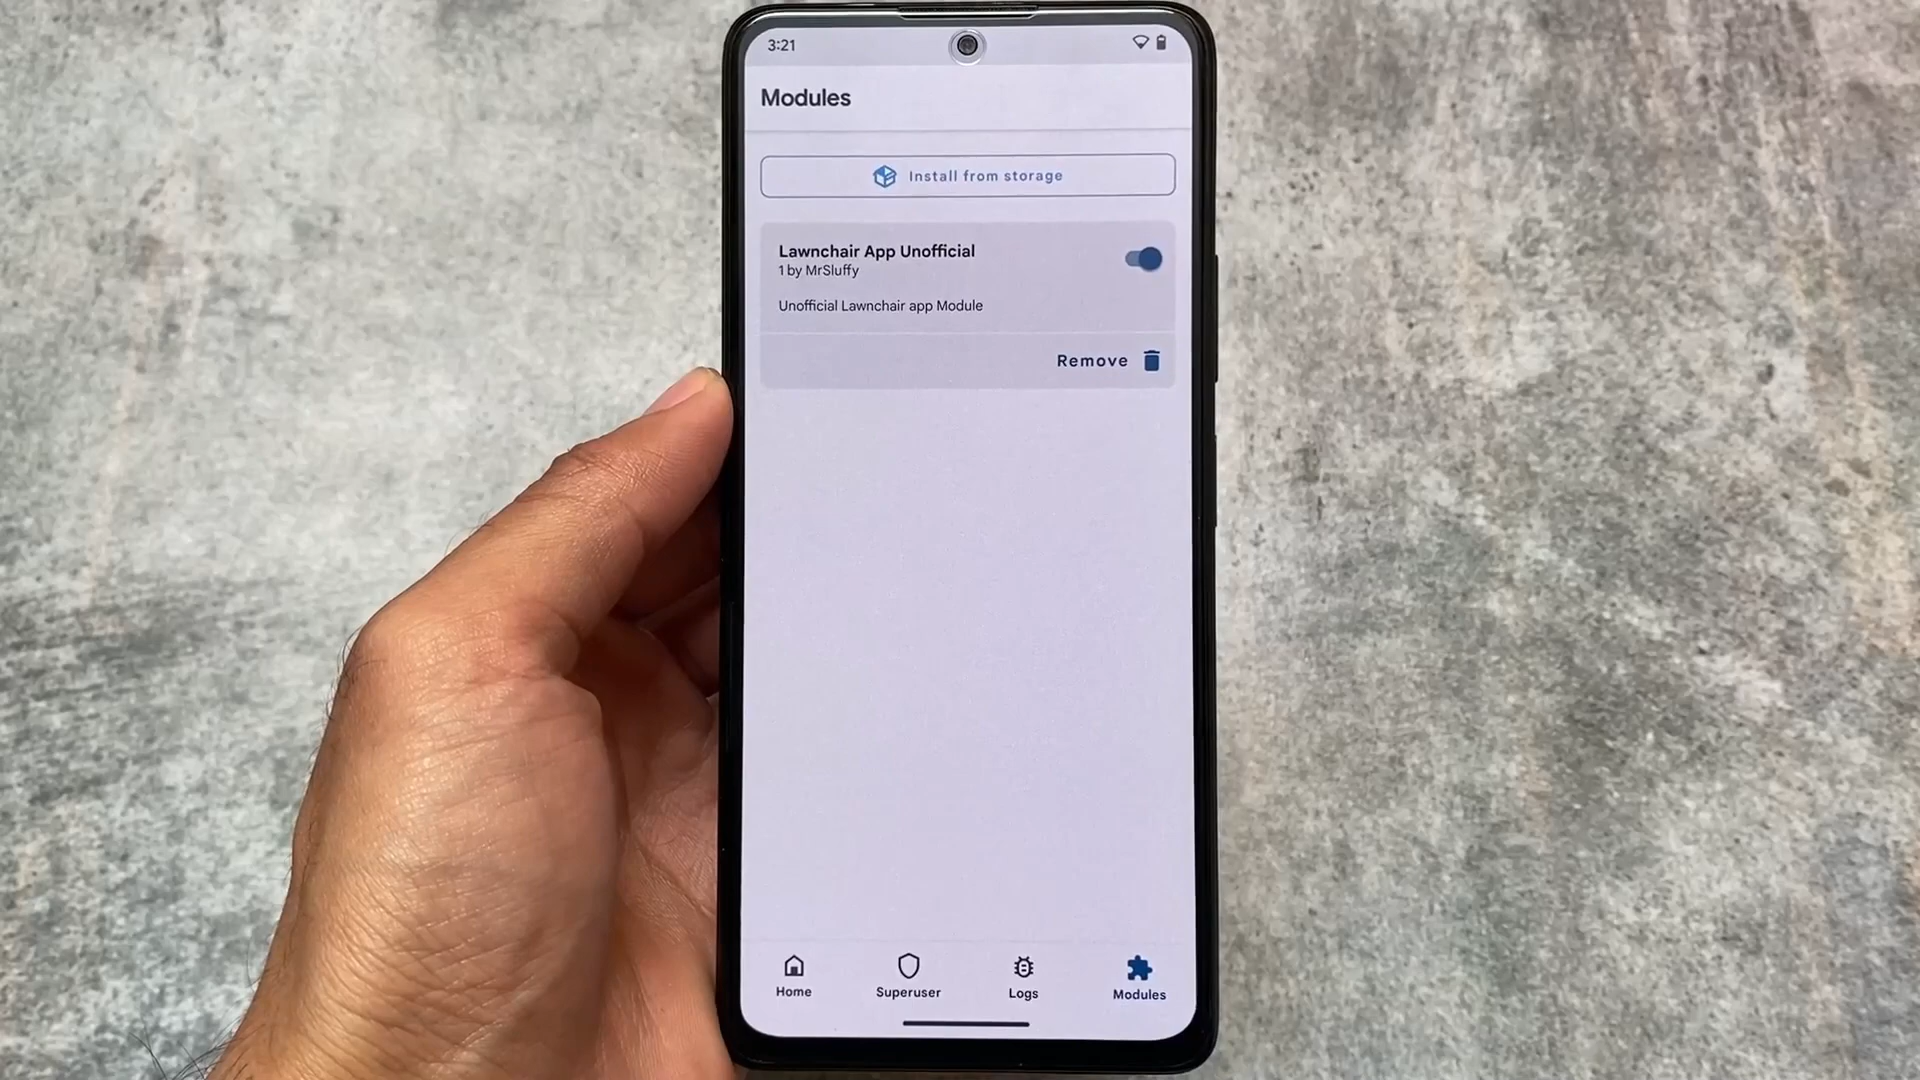 3:21
Modules
Install from storage
Lawnchair App Unofficial
1 by MrSluffy
Unofficial Lawnchair app Module
Remove
Home Superuser Logs Modules